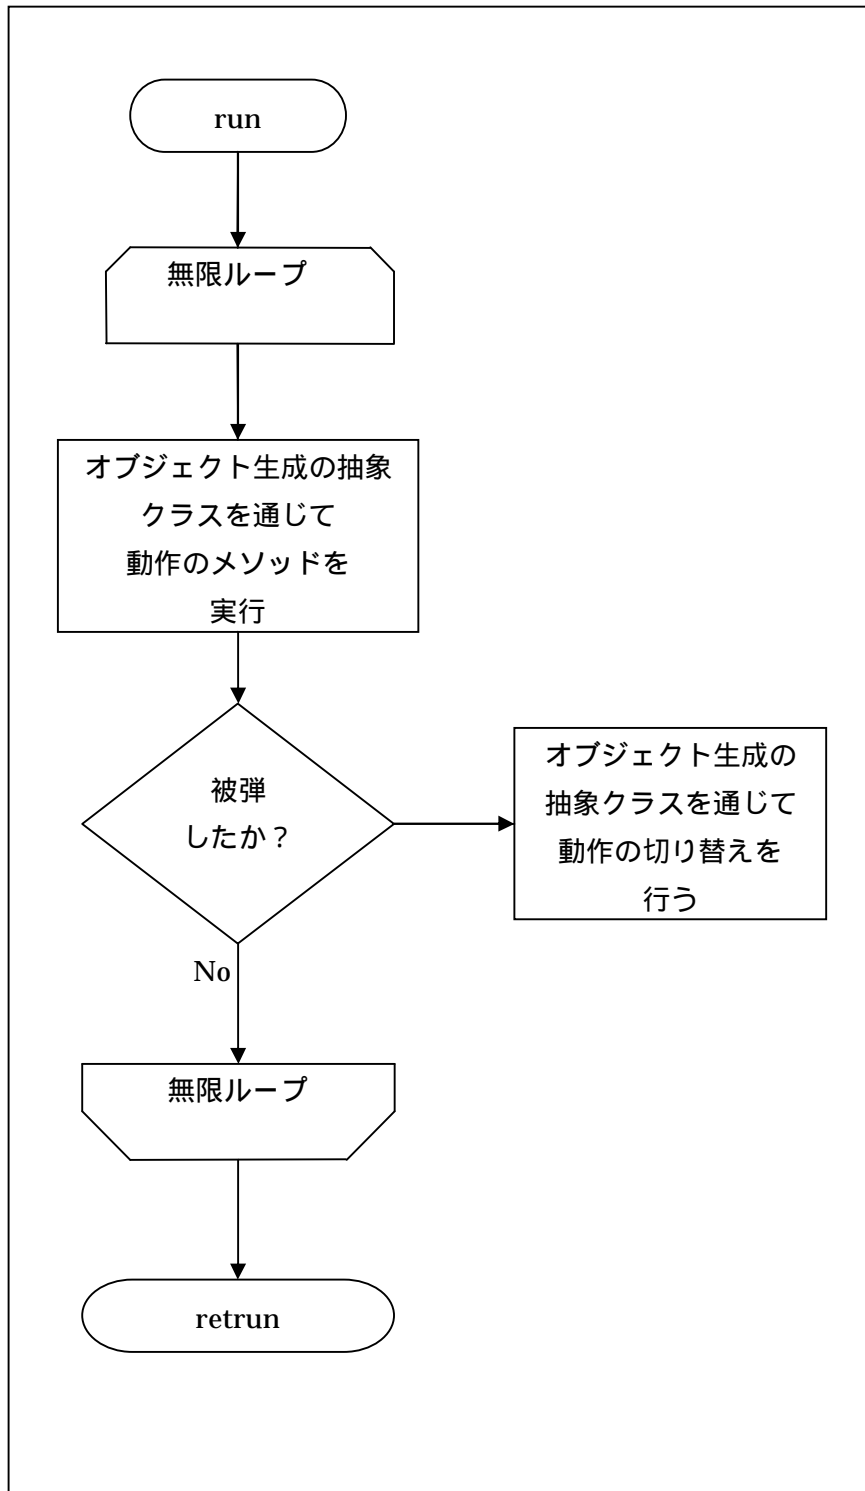 run
無限ループ
オブジェクト生成の抽象
クラスを通じて
動作のメソッドを
実行
被弾
したか？
オブジェクト生成の
抽象クラスを通じて
動作の切り替えを
行う
No
無限ループ
retrun